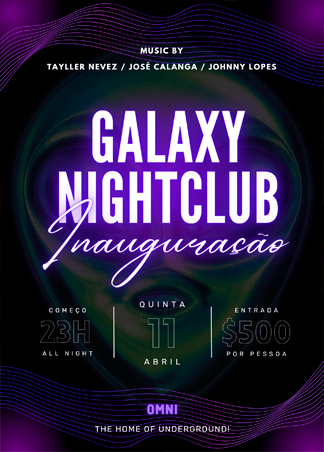 MUSIC BY
TAYLLER NEVEZ / JOSÉ CALANGA / JOHNNY LOPES
GALAXY
NIGHTCLUB
Inauguração
COMEÇO
23H
ALL NIGHT
QUINTA
11
ABRIL
ENTRADA
$500
POR PESSOA
OMNI
THE HOME OF UNDERGROUND!